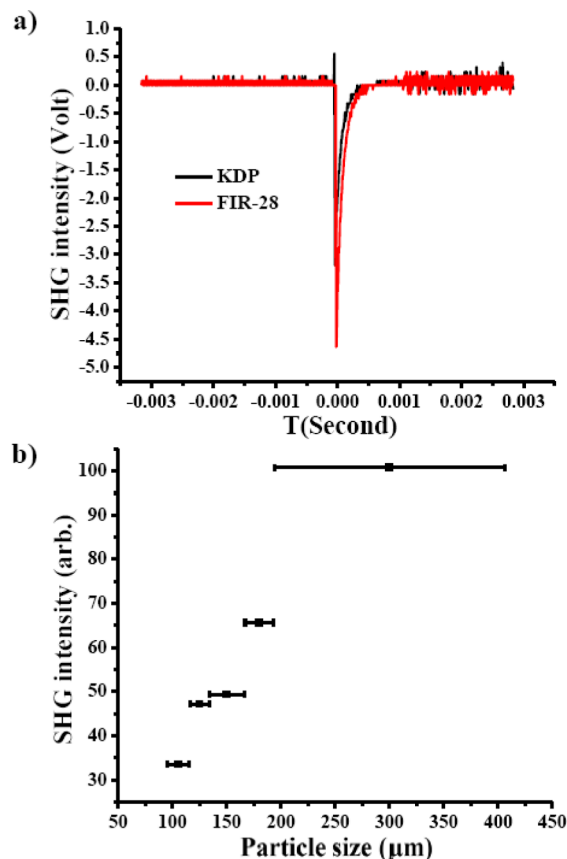 a)
1.0
0.5
0.0
-0.5
-1.0
-1.5
-2.0
-2.5
-3.0
-3.5
-4.0
-4.5
-5.0
SHG intensity (Volt)
KDP
FIR-28
-0.003 -0.002 -0.001 0.000 0.001 0.002 0.003
T(Second)
b)
100
90
80
70
60
50
40
30
SHG intensity (arb.)
50 100 150 200 250 300 350 400 450
Particle size (μm)